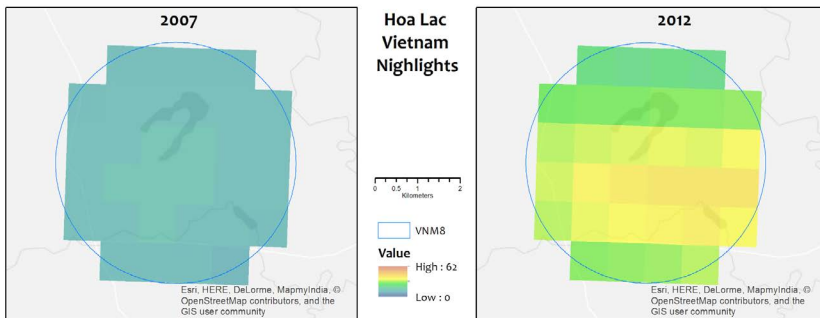 2007
Esri, HERE, DeLorme, MapmyIndia, ©
OpenStreetMap contributors, and the
GIS user community
Hoa Lac
Vietnam
Nighlights
0 0.5 1 2
Kilometers
VNM8
Value
High : 62
Low : 0
2012
Esri, HERE, DeLorme, MapmyIndia, ©
OpenStreetMap contributors, and the
GIS user community